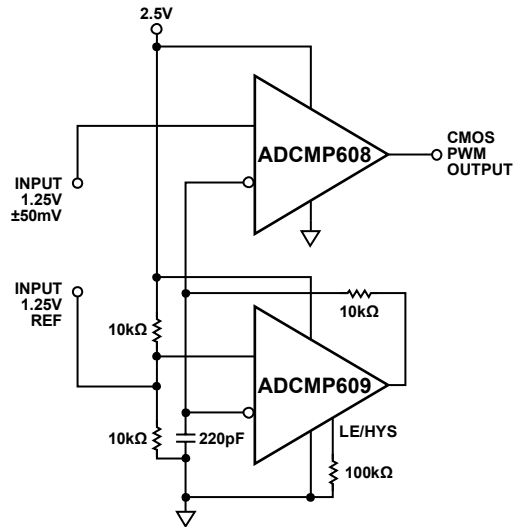 2.5V
ADCMP608
CMOS
PWM
OUTPUT
INPUT
1.25V
±50mV
INPUT
1.25V
REF
10kΩ
10kΩ
ADCMP609
10kΩ
220pF
LE/HYS
100kΩ